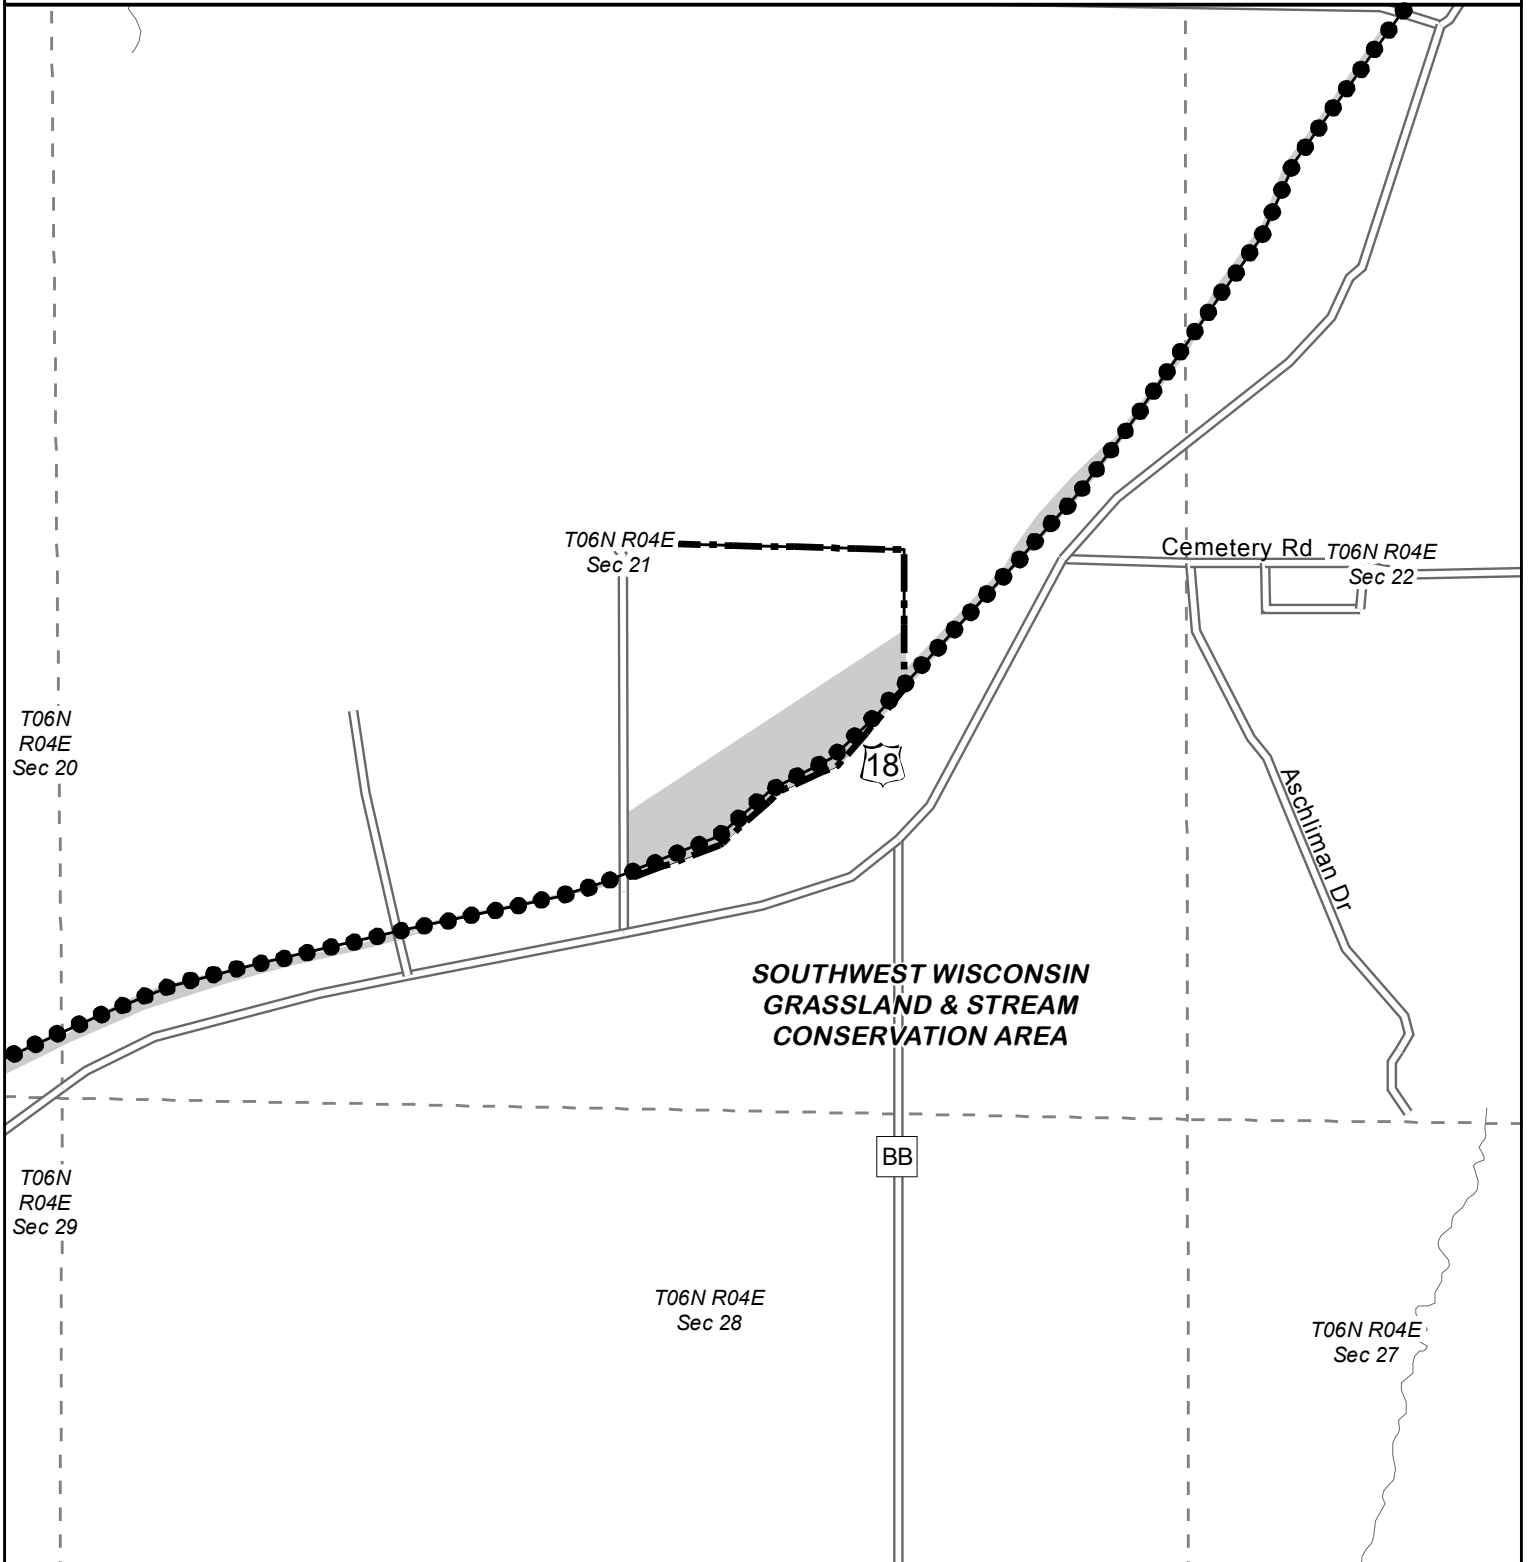 T06N R04E
Sec 21
Cemetery Rd
T06N R04E
Sec 22
T06N
R04E
Sec 20
18
Aschliman Dr
SOUTHWEST WISCONSIN
GRASSLAND & STREAM
CONSERVATION AREA
BB
T06N
R04E
Sec 29
T06N R04E
Sec 28
T06N R04E
Sec 27